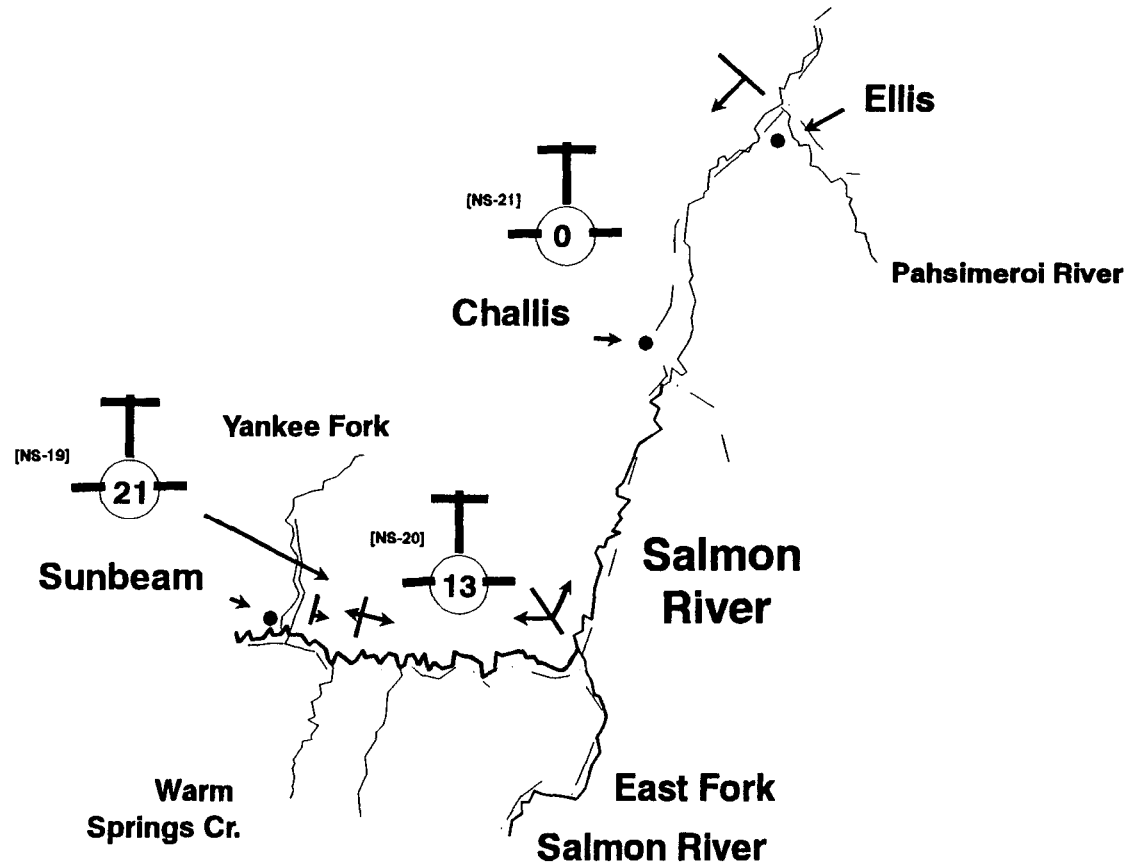 Ellis
[NS-21]
0
Pahsimeroi River
Challis
Yankee Fork
[NS-19]
21
[NS-20]
13
Salmon
River
Sunbeam
Warm
Springs Cr.
East Fork
Salmon River